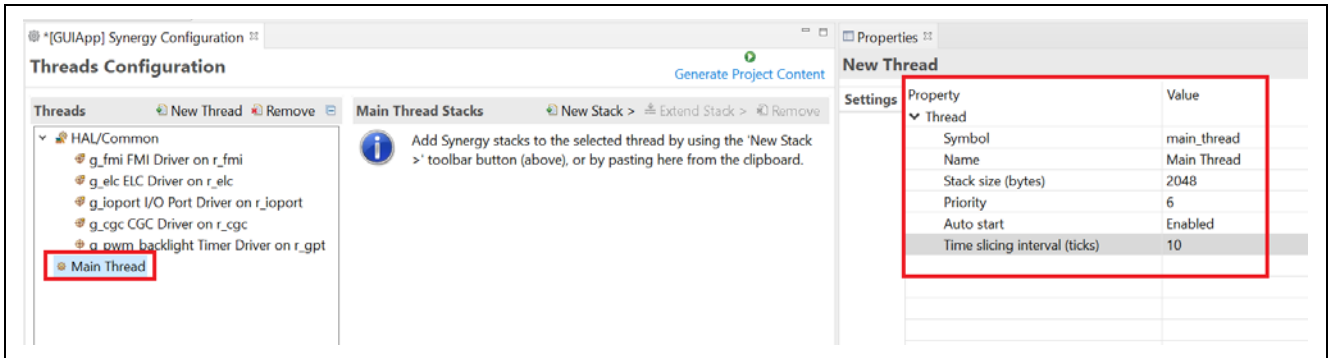 *[GUIApp] Synergy Configuration
Threads Configuration
Generate Project Content
Threads
New Thread
Remove
HAL/Common
g_fmi FMI Driver on r_fmi
g_elc ELC Driver on r_elc
g_ioport I/O Port Driver on r_ioport
g_cgc CGC Driver on r_cgc
g_pwm_backlight Timer Driver on r_gpt
Main Thread
Main Thread Stacks
New Stack >
Extend Stack >
Remove
Add Synergy stacks to the selected thread by using the 'New Stack
>' toolbar button (above), or by pasting here from the clipboard.
Properties
New Thread
Settings
Property Value
Thread
Symbol main_thread
Name Main Thread
Stack size (bytes) 2048
Priority 6
Auto start Enabled
Time slicing interval (ticks) 10